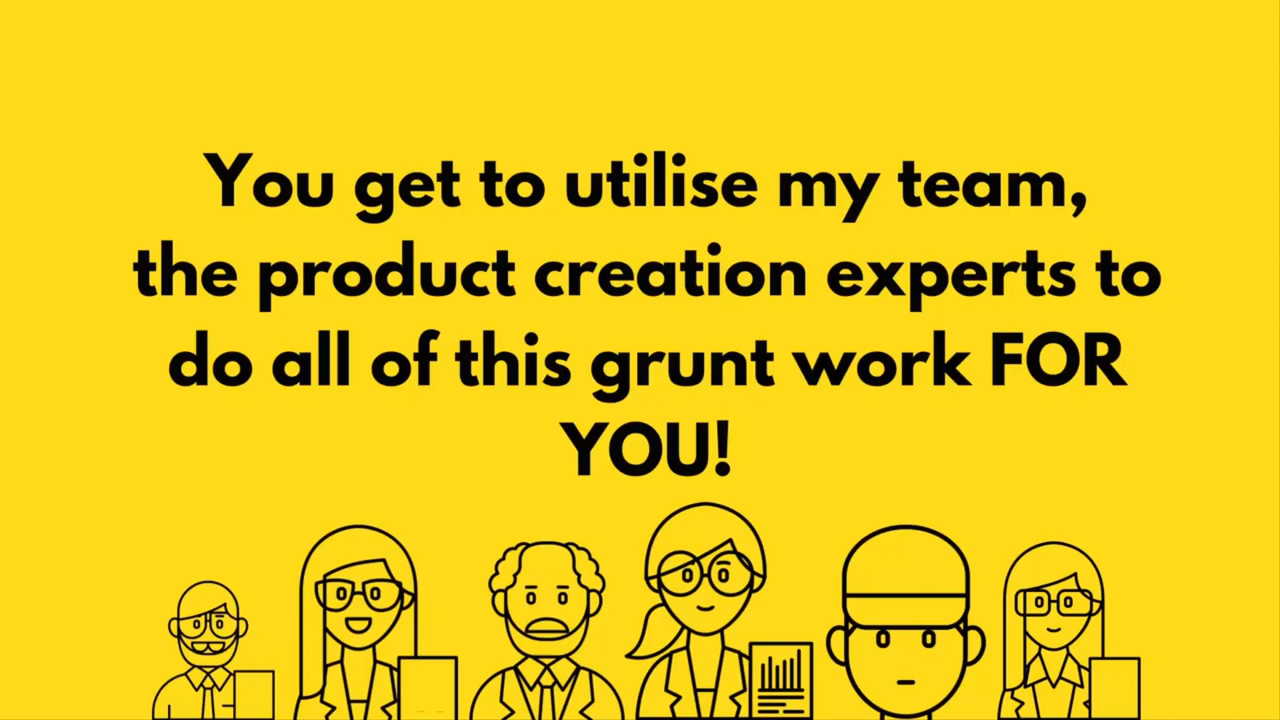 You get to utilise my team,
the product creation experts to
do all of this grunt work FOR
YOU!